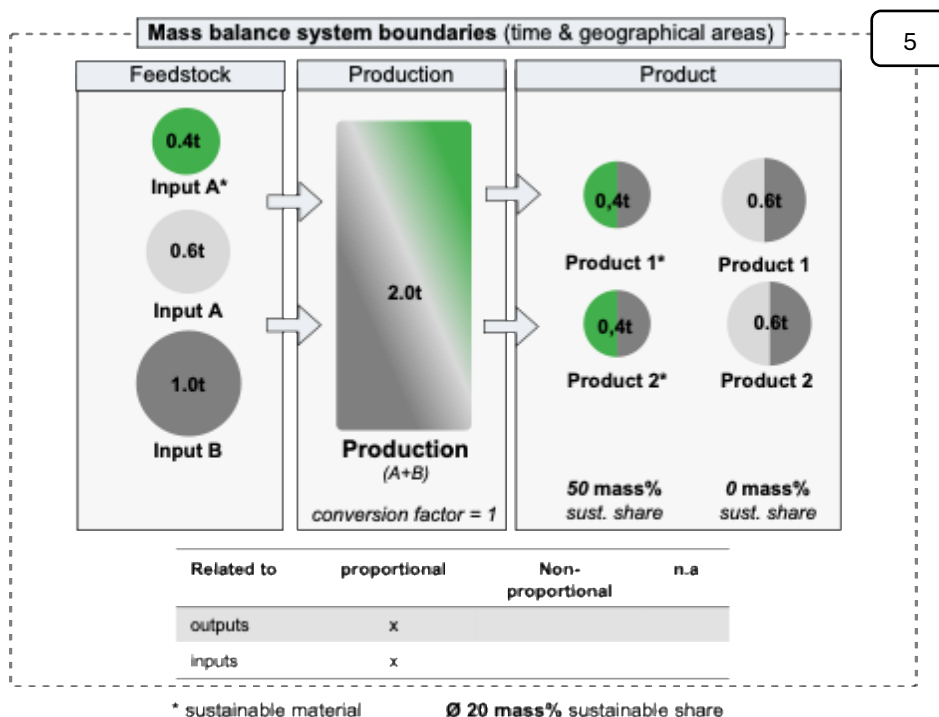 Mass balance system boundaries (time & geographical areas)
5
Feedstock
Production
Product
0.4t
Input A*
0.6t
Input A
1.0t
Input B
2.0t
Production
(A+B)
conversion factor = 1
0,4t
0.6t
Product 1*
Product 1
0,4t
0.6t
Product 2*
Product 2
50 mass%
sust. share
0 mass%
sust. share
Related to proportional Non-proportional n.a
outputs x
inputs x
* sustainable material
Ø 20 mass% sustainable share